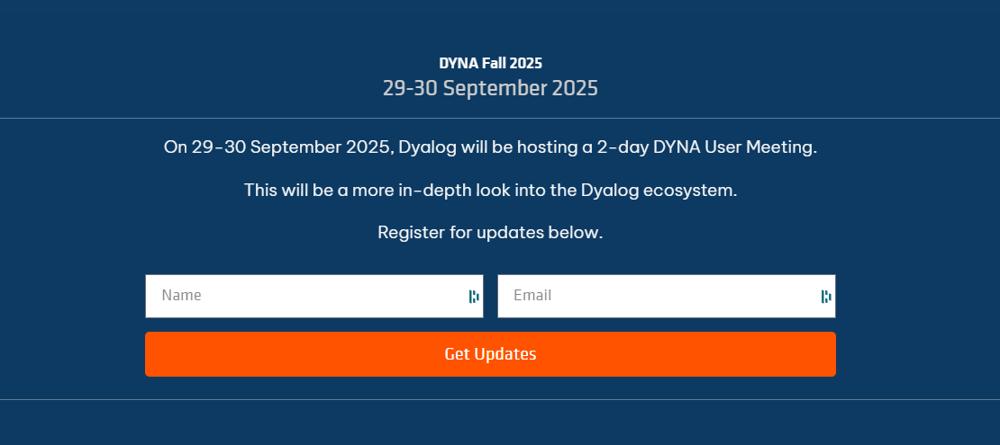 DYNA Fall 2025
29-30 September 2025
On 29-30 September 2025, Dyalog will be hosting a 2-day DYNA User Meeting.
This will be a more in-depth look into the Dyalog ecosystem.
Register for updates below.
Name
Email
Get Updates